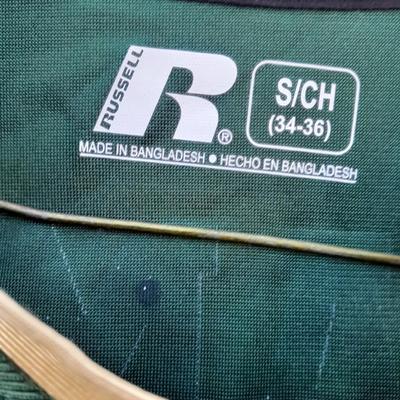 RUSSELL
R®
S/CH
(34-36)
MADE IN BANGLADESH ● HECHO EN BANGLADESH